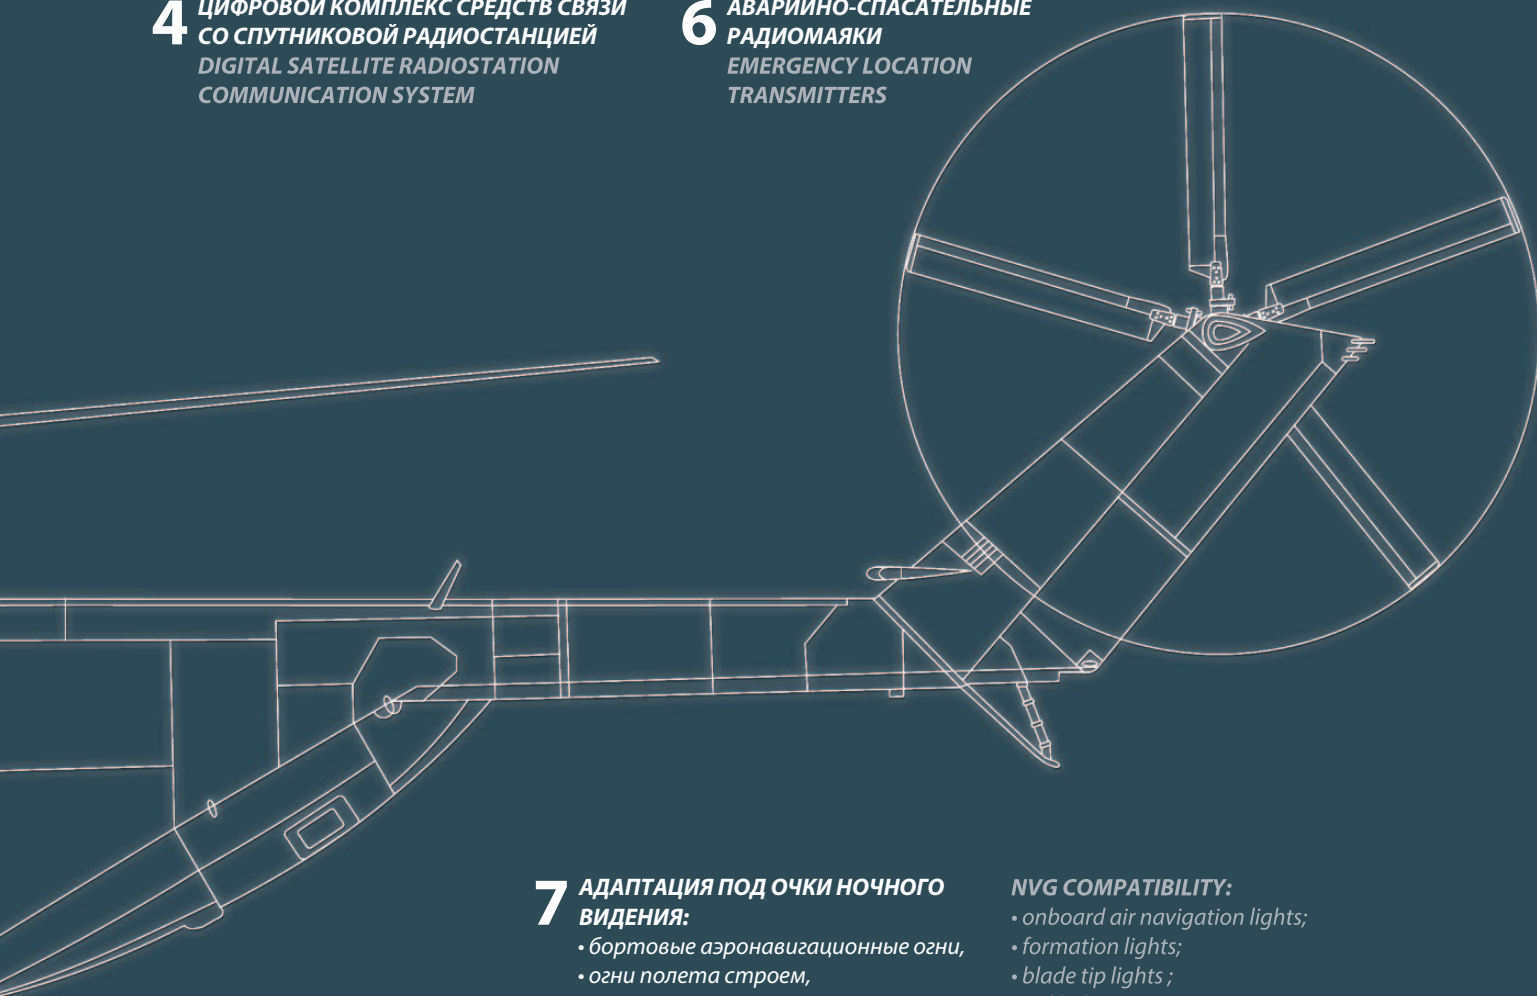 4 ЦИФРОВОЙ КОМПЛЕКС СРЕДСТВ СВЯЗИ
СО СПУТНИКОВОЙ РАДИОСТАНЦИЕЙ
DIGITAL SATELLITE RADIOSTATION
COMMUNICATION SYSTEM
6 АВАРИЙНО-СПАСАТЕЛЬНЫЕ
РАДИОМАЯКИ
EMERGENCY LOCATION
TRANSMITTERS
7 АДАПТАЦИЯ ПОД ОЧКИ НОЧНОГО
ВИДЕНИЯ:
• бортовые аэронавигационные огни,
• огни полета строем,
NVG COMPATIBILITY:
• onboard air navigation lights;
• formation lights;
• blade tip lights ;